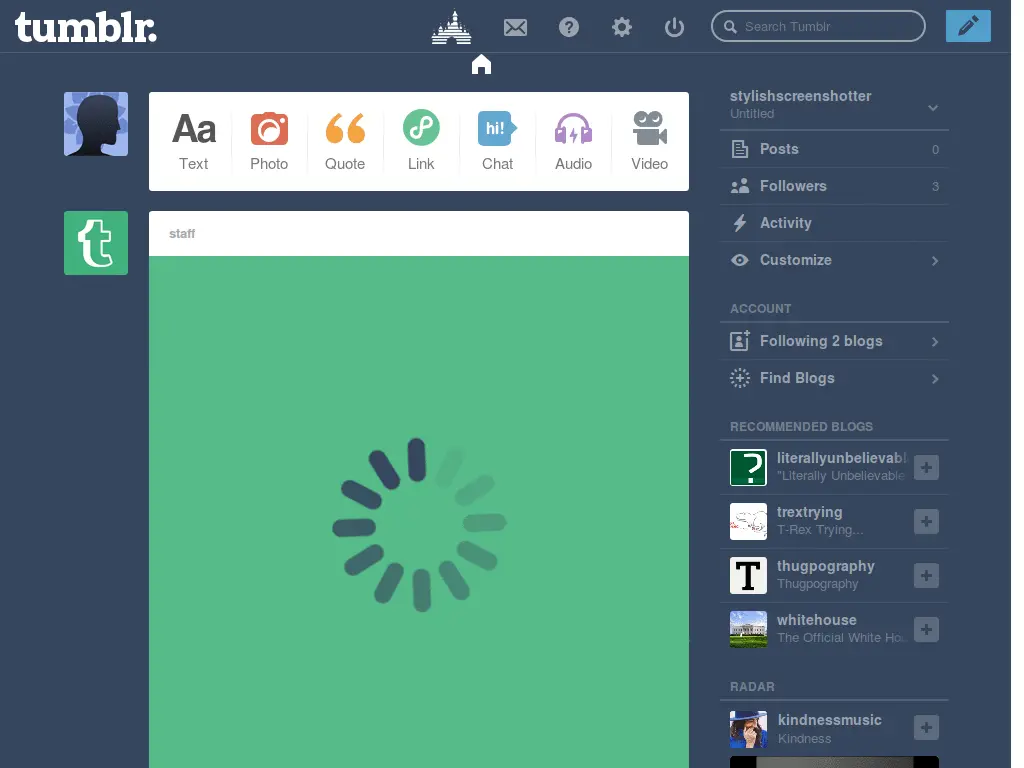 tumblr.
Search Tumblr
Aa
hi!
Text
Photo
Quote
Link
Chat
Audio
Video
t
staff
stylishscreenshotter
Untitled
Posts 0
Followers 3
Activity
Customize
ACCOUNT
Following 2 blogs
Find Blogs
RECOMMENDED BLOGS
?
literallyunbelievabl
"Literally Unbelievable
trextrying
T-Rex Trying...
T
thugpography
Thugpography
whitehouse
The Official White Hou
RADAR
kindnessmusic
Kindness